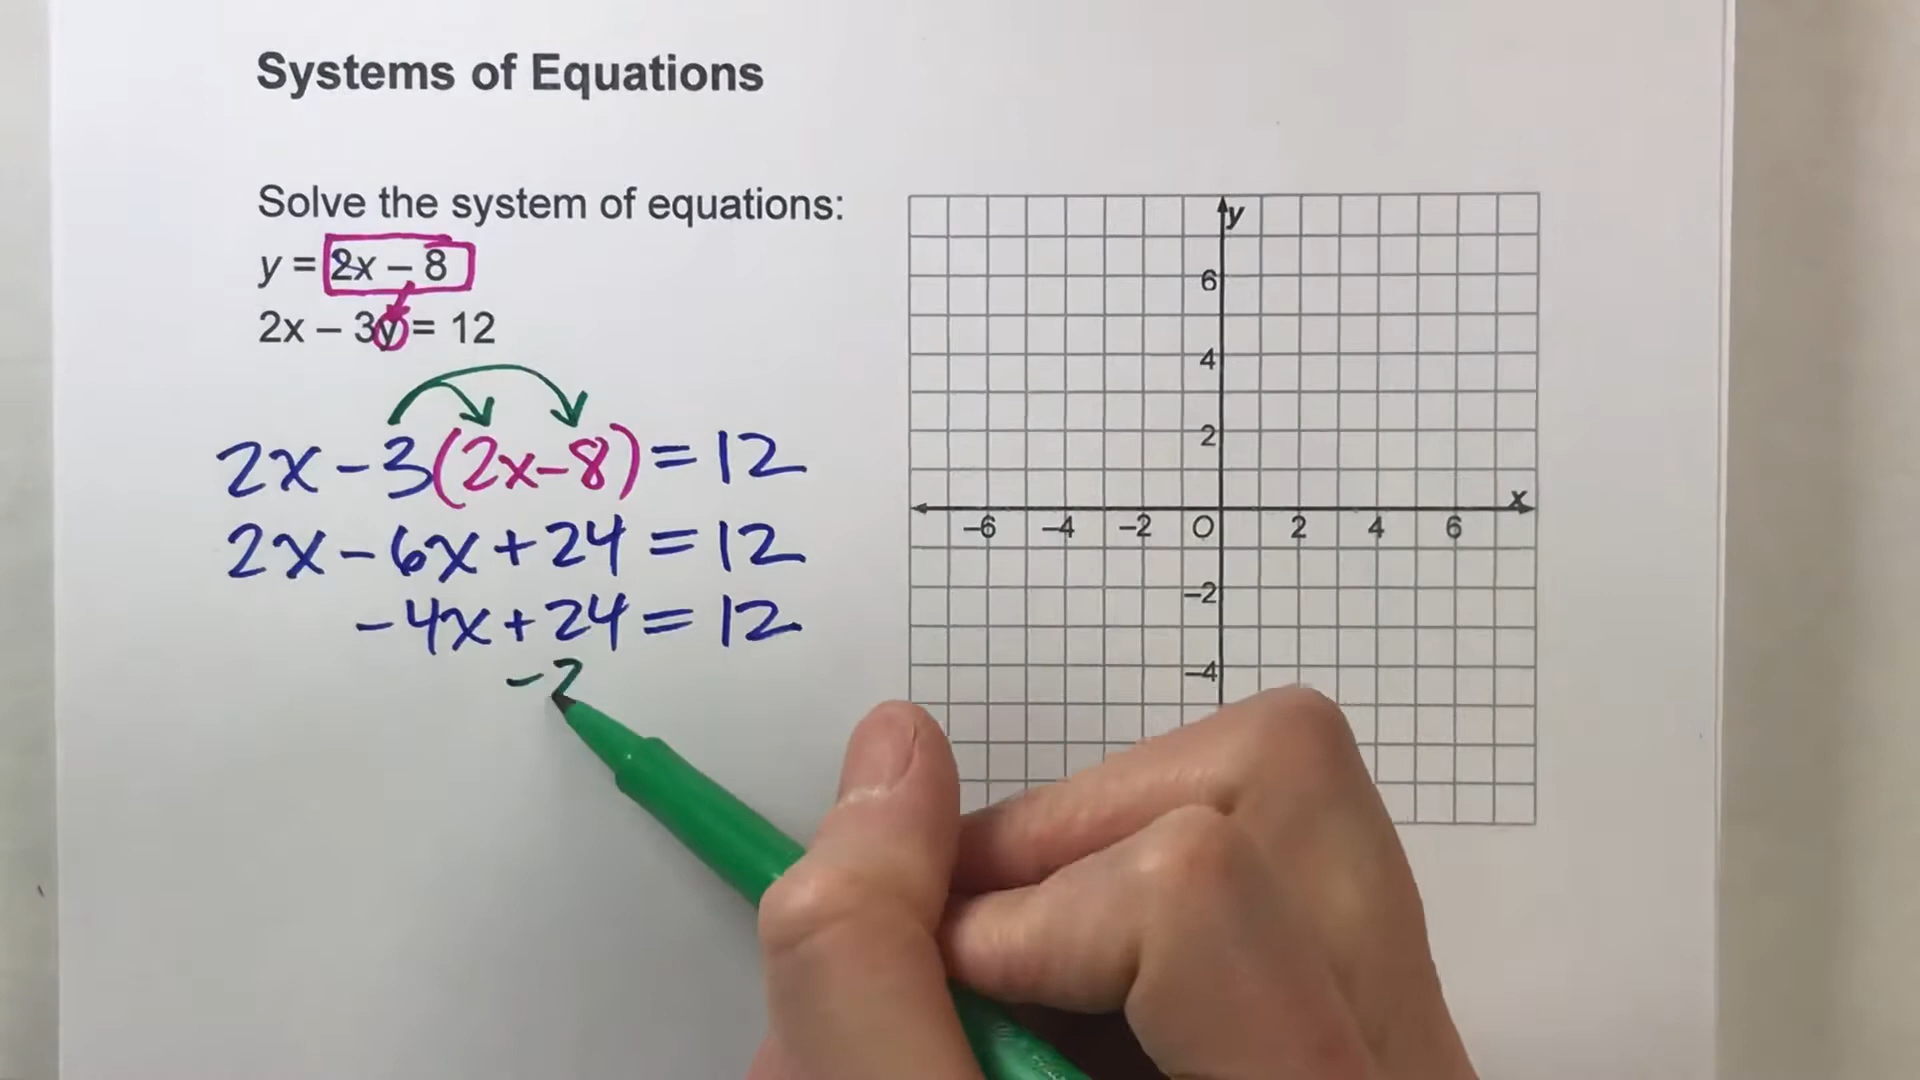 Systems of Equations
Solve the system of equations:
y = 2x – 8
2x – 3y = 12
2x - 3(2x-8) = 12
2x - 6x + 24 = 12
-4x + 24 = 12
-2
y
6
4
2
x
–6 –4 –2 O 2 4 6
–2
–4